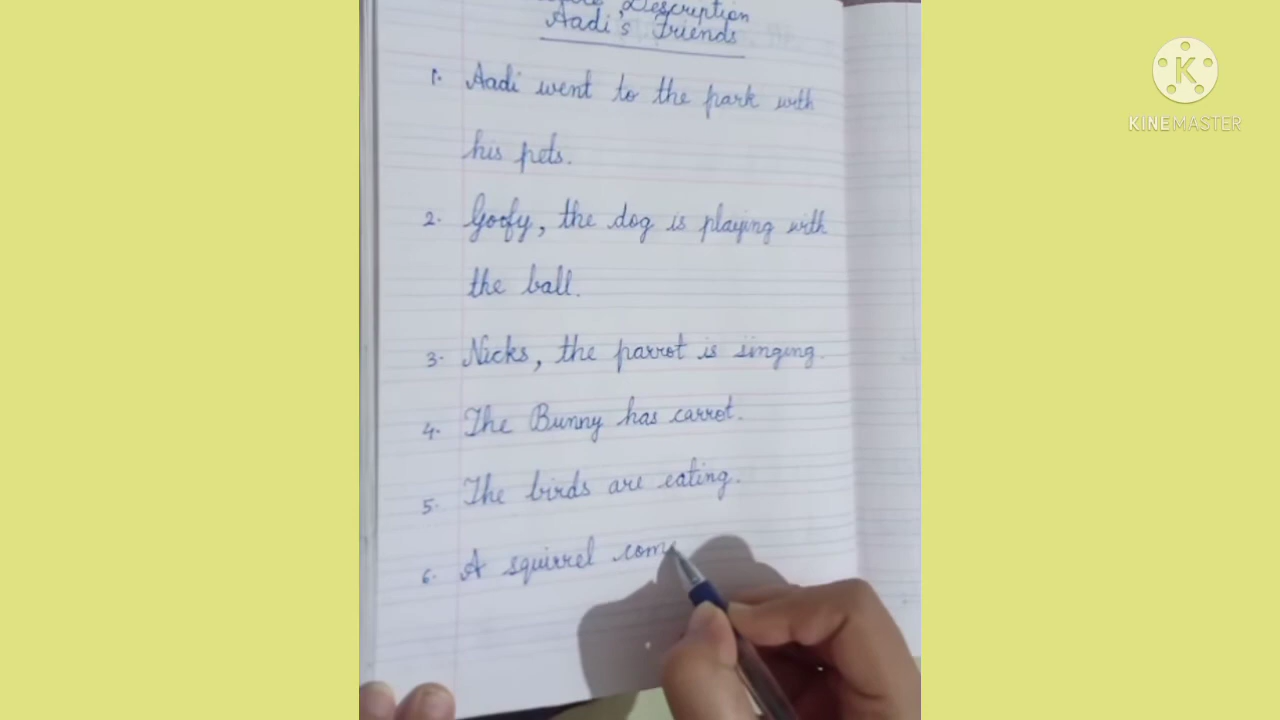 Description
Aadi's Friends
1. Aadi went to the park with
his pets.
2. Goofy, the dog is playing with
the ball.
3. Nicks, the parrot is singing.
4. The Bunny has carrot.
5. The birds are eating.
6. A squirrel com
K
KINEMASTER